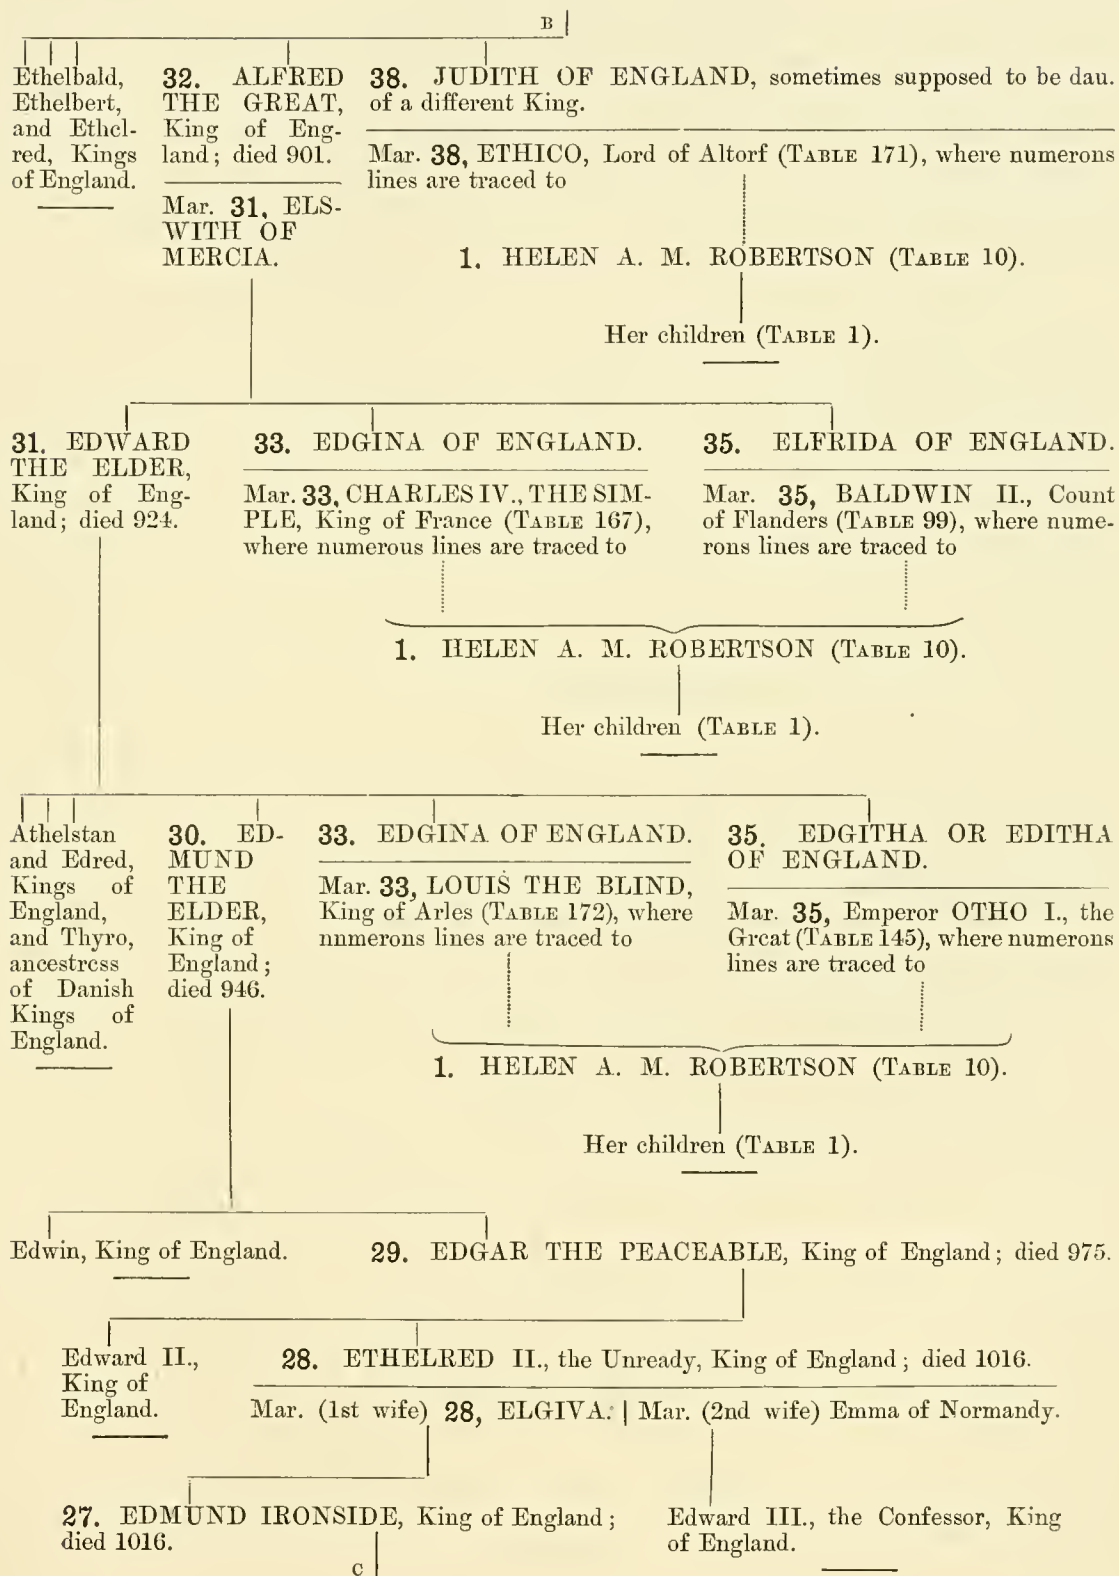 B
Ethelbald,
Ethelbert,
and Ethel-
red, Kings
of England.
32. ALFRED
THE GREAT,
King of Eng-
land; died 901.
Mar. 31, ELS-
WITH OF
MERCIA.
38. JUDITH OF ENGLAND, sometimes supposed to be dau.
of a different King.
Mar. 38, ETHICO, Lord of Altorf (TABLE 171), where numerons
lines are traced to
1. HELEN A. M. ROBERTSON (TABLE 10).
Her children (TABLE 1).
31. EDWARD
THE ELDER,
King of Eng-
land; died 924.
33. EDGINA OF ENGLAND.
Mar. 33, CHARLES IV., THE SIM-
PLE, King of France (TABLE 167),
where numerous lines are traced to
35. ELFRIDA OF ENGLAND.
Mar. 35, BALDWIN II., Count
of Flanders (TABLE 99), where nume-
rons lines are traced to
1. HELEN A. M. ROBERTSON (TABLE 10).
Her children (TABLE 1).
Athelstan
and Edred,
Kings of
England,
and Thyro,
ancestress
of Danish
Kings of
England.
30. ED-
MUND
THE
ELDER,
King of
England;
died 946.
33. EDGINA OF ENGLAND.
Mar. 33, LOUIS THE BLIND,
King of Arles (TABLE 172), where
numerons lines are traced to
35. EDGITHA OR EDITHA
OF ENGLAND.
Mar. 35, Emperor OTHO I., the
Great (TABLE 145), where numerons
lines are traced to
1. HELEN A. M. ROBERTSON (TABLE 10).
Her children (TABLE 1).
Edwin, King of England.
29. EDGAR THE PEACEABLE, King of England; died 975.
Edward II.,
King of
England.
28. ETHELRED II., the Unready, King of England; died 1016.
Mar. (1st wife) 28, ELGIVA. | Mar. (2nd wife) Emma of Normandy.
27. EDMUND IRONSIDE, King of England;
died 1016.
Edward III., the Confessor, King
of England.
C